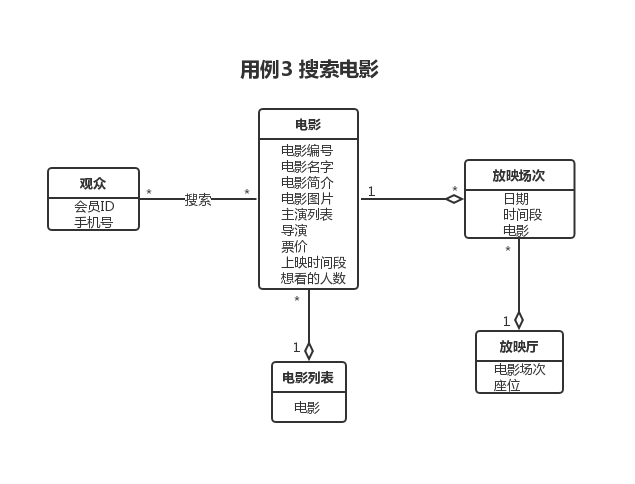 用例3 搜索电影
电影
电影编号
电影名字
电影简介
电影图片
主演列表
导演
票价
上映时间段
想看的人数
观众
会员ID
手机号
*
搜索
*
1
*
放映场次
日期
时间段
电影
*
1
放映厅
电影场次
座位
*
1
电影列表
电影